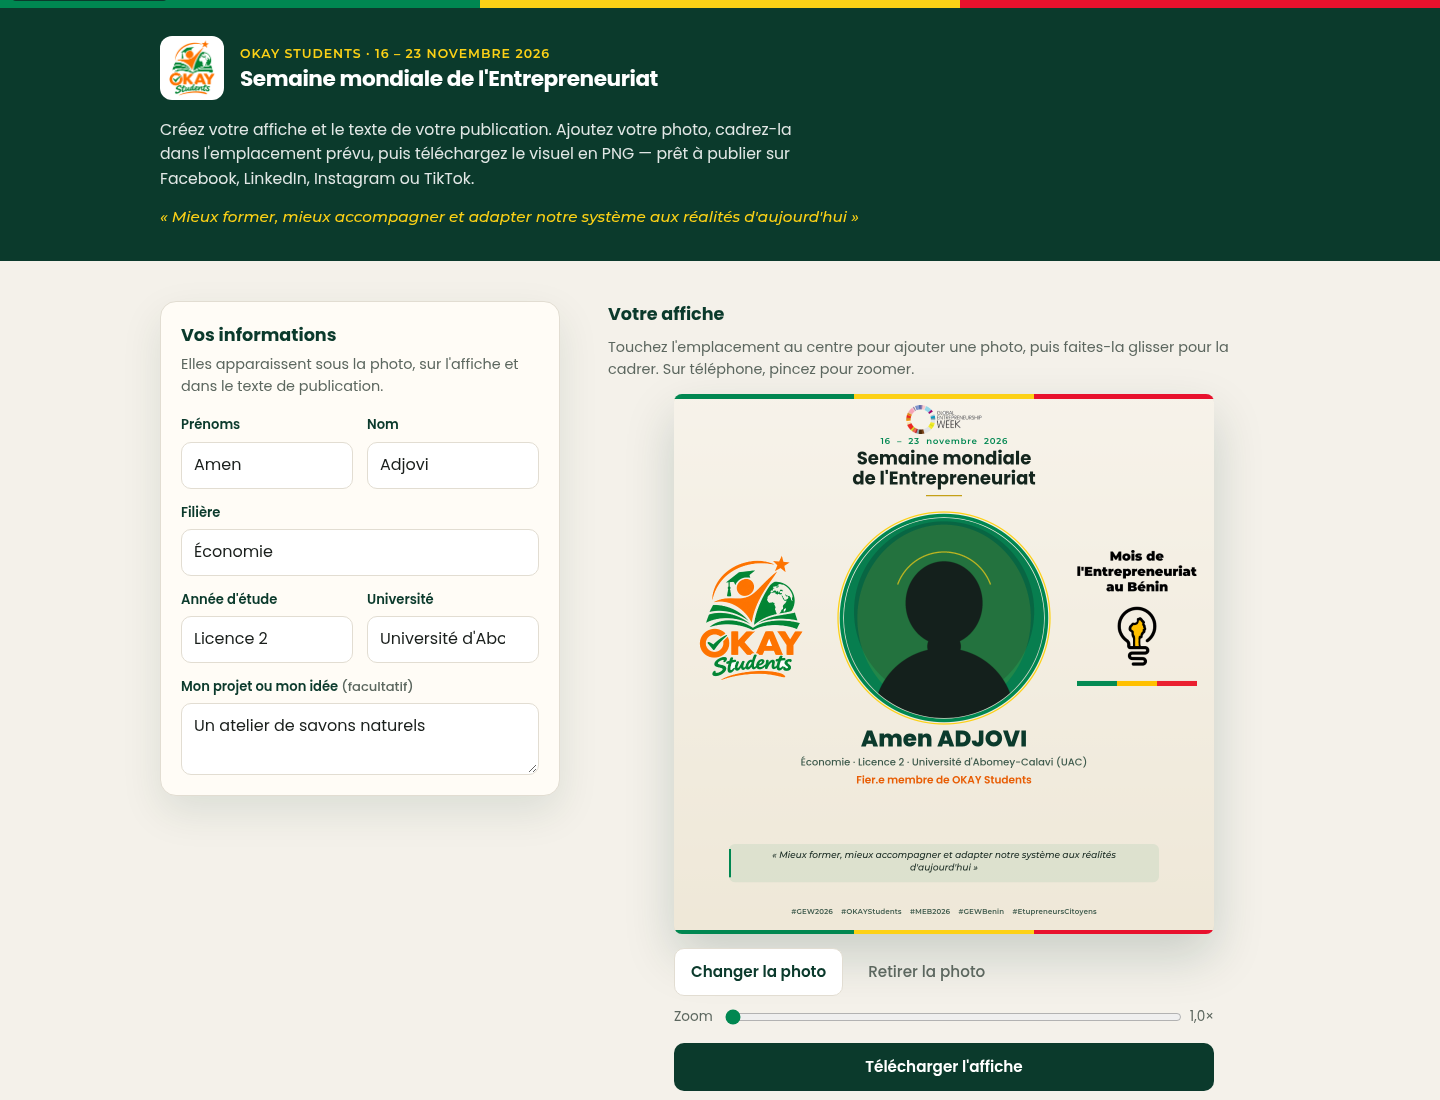 OKAY Students
OKAY STUDENTS · 16 – 23 NOVEMBRE 2026
Semaine mondiale de l'Entrepreneuriat
Créez votre affiche et le texte de votre publication. Ajoutez votre photo, cadrez-la
dans l'emplacement prévu, puis téléchargez le visuel en PNG — prêt à publier sur
Facebook, LinkedIn, Instagram ou TikTok.
« Mieux former, mieux accompagner et adapter notre système aux réalités d'aujourd'hui »
Vos informations
Elles apparaissent sous la photo, sur l'affiche et
dans le texte de publication.
Prénoms
Nom
Amen
Adjovi
Filière
Économie
Année d'étude
Université
Licence 2
Université d'Abc
Mon projet ou mon idée (facultatif)
Un atelier de savons naturels
Votre affiche
Touchez l'emplacement au centre pour ajouter une photo, puis faites-la glisser pour la
cadrer. Sur téléphone, pincez pour zoomer.
GLOBAL
ENTREPRENEURSHIP
WEEK
16 – 23 novembre 2026
Semaine mondiale
de l'Entrepreneuriat
OKAY
Students
Mois de
l'Entrepreneuriat
au Bénin
Amen ADJOVI
Économie · Licence 2 · Université d'Abomey-Calavi (UAC)
Fier.e membre de OKAY Students
« Mieux former, mieux accompagner et adapter notre système aux réalités
d'aujourd'hui »
#GEW2026 #OKAYStudents #MEB2026 #GEWBenin #EtupreneursCitoyens
Changer la photo
Retirer la photo
Zoom
1,0×
Télécharger l'affiche